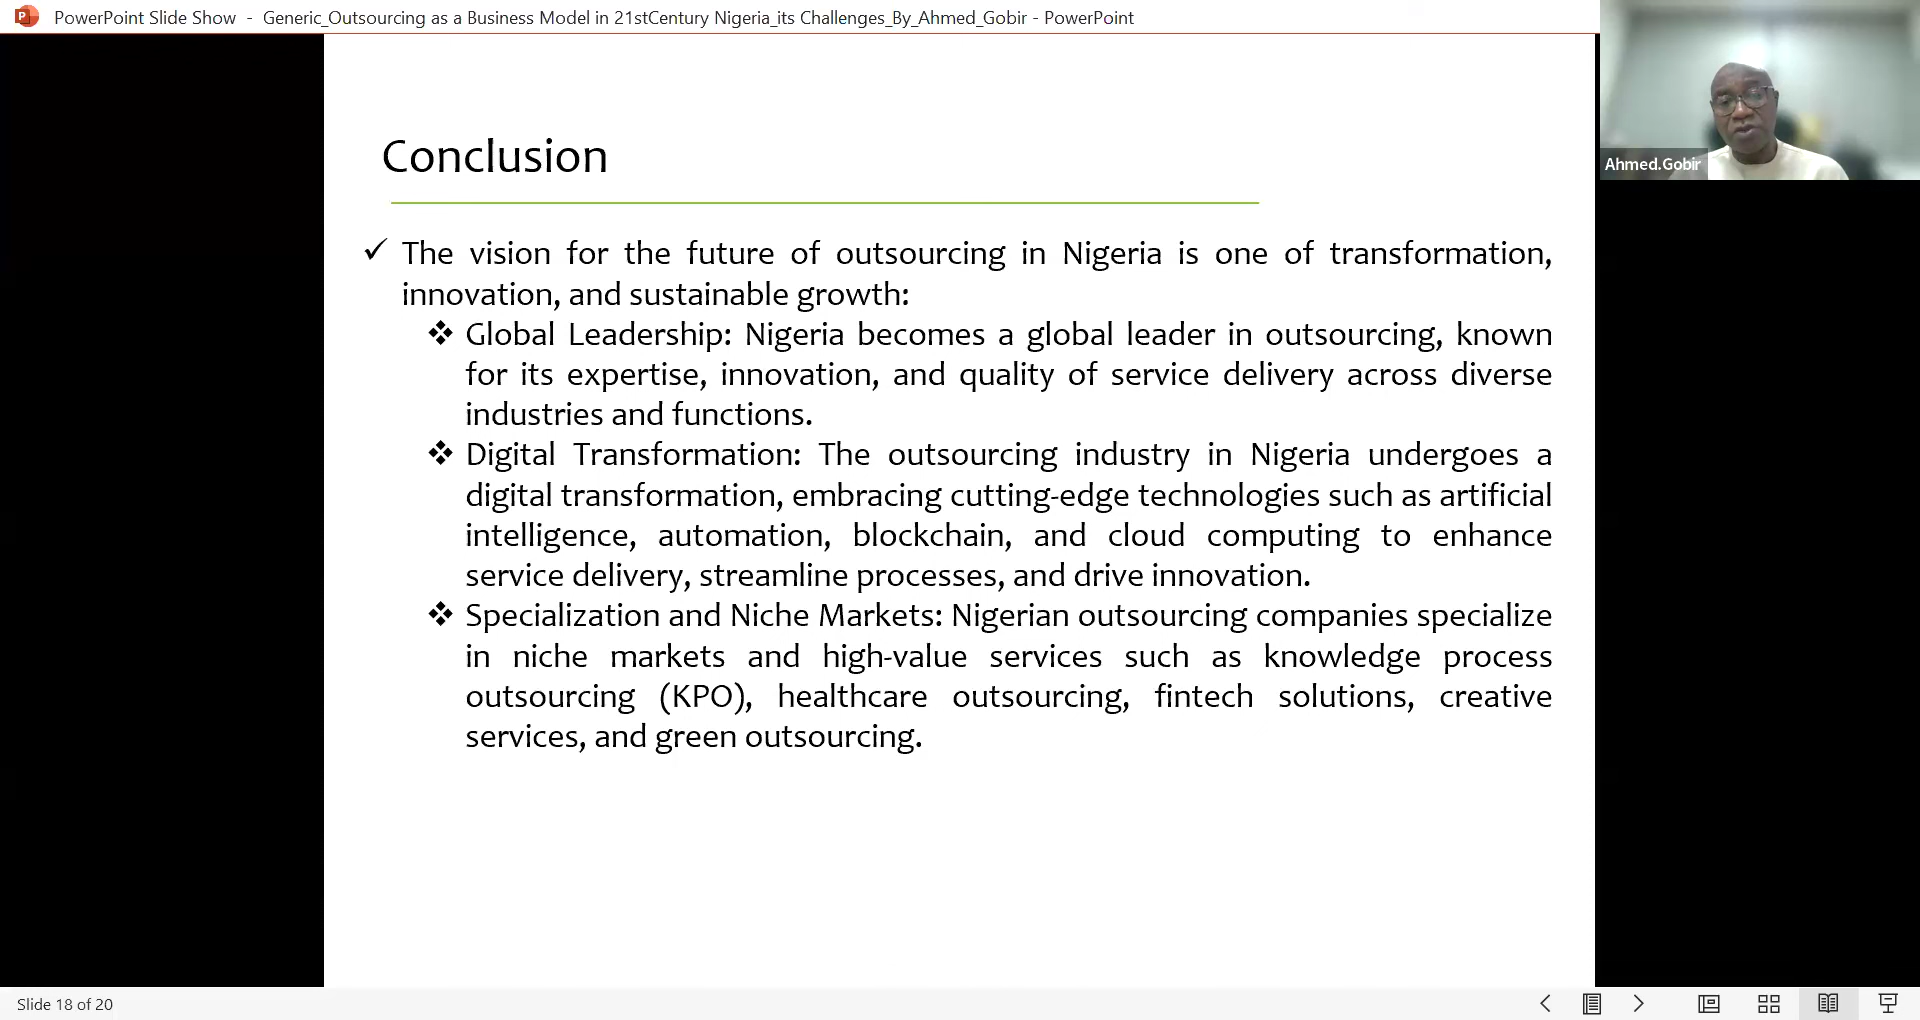 PowerPoint Slide Show - Generic_Outsourcing as a Business Model in 21stCentury Nigeria_its Challenges_By_Ahmed_Gobir - PowerPoint
Ahmed.Gobir
Conclusion
✓ The vision for the future of outsourcing in Nigeria is one of transformation,
innovation, and sustainable growth:
❖ Global Leadership: Nigeria becomes a global leader in outsourcing, known
for its expertise, innovation, and quality of service delivery across diverse
industries and functions.
❖ Digital Transformation: The outsourcing industry in Nigeria undergoes a
digital transformation, embracing cutting-edge technologies such as artificial
intelligence, automation, blockchain, and cloud computing to enhance
service delivery, streamline processes, and drive innovation.
❖ Specialization and Niche Markets: Nigerian outsourcing companies specialize
in niche markets and high-value services such as knowledge process
outsourcing (KPO), healthcare outsourcing, fintech solutions, creative
services, and green outsourcing.
Slide 18 of 20